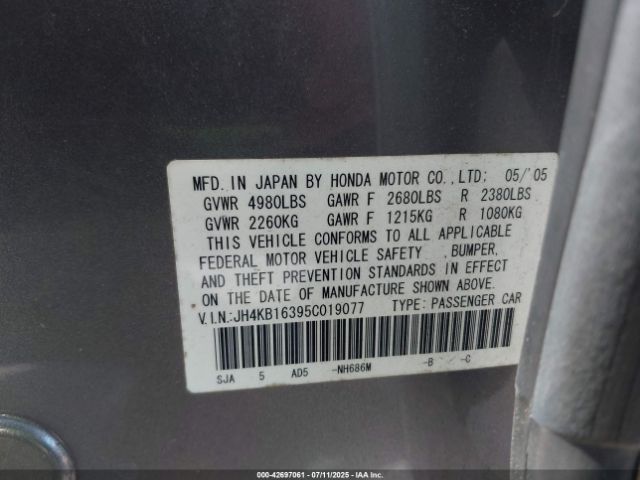 MFD. IN JAPAN BY HONDA MOTOR CO.,LTD: 05/'05
GVWR 4980LBS GAWR F 2680LBS R 2380LBS
GVWR 2260KG GAWR F 1215KG R 1080KG
THIS VEHICLE CONFORMS TO ALL APPLICABLE
FEDERAL MOTOR VEHICLE SAFETY , BUMPER,
AND THEFT PREVENTION STANDARDS IN EFFECT
ON THE DATE OF MANUFACTURE SHOWN ABOVE.
V.I.N.:JH4KB16395C019077 TYPE: PASSENGER CAR
SJA 5 AD5 -NH686M -B -C
000-42697061 - 07/11/2025 - IAAI.COM